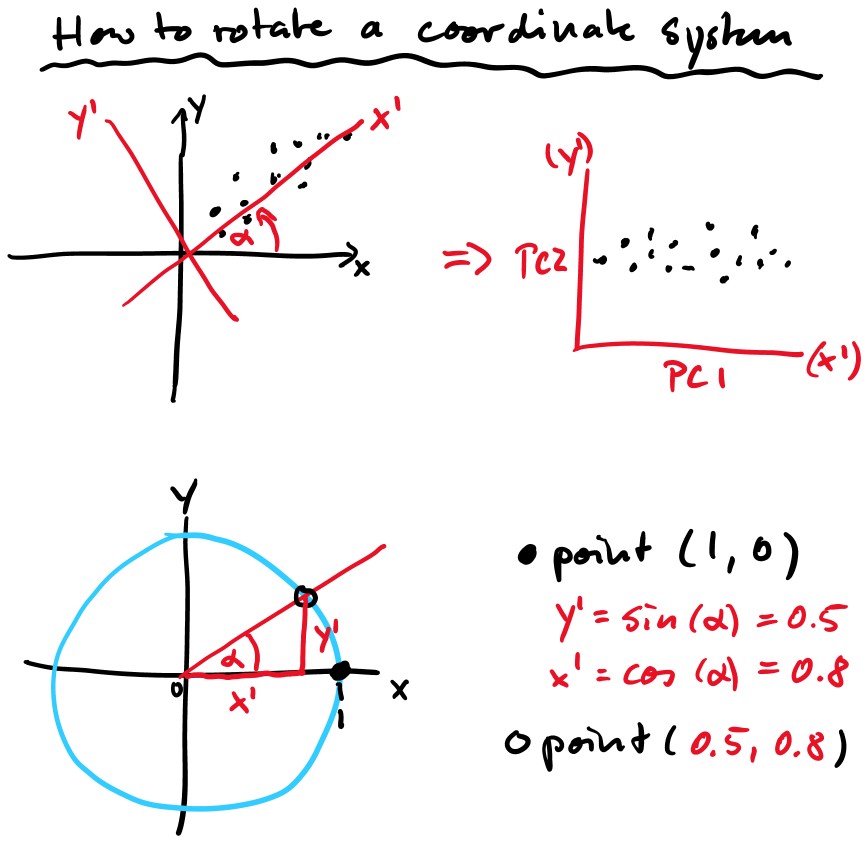 How to rotate a coordinate system
y'
y
x'
α
x
(y')
=> PC2
PC1
(x')
y
α
y'
0
x'
1
x
● point (1, 0)
y' = sin(α) = 0.5
x' = cos(α) = 0.8
○ point (0.5, 0.8)